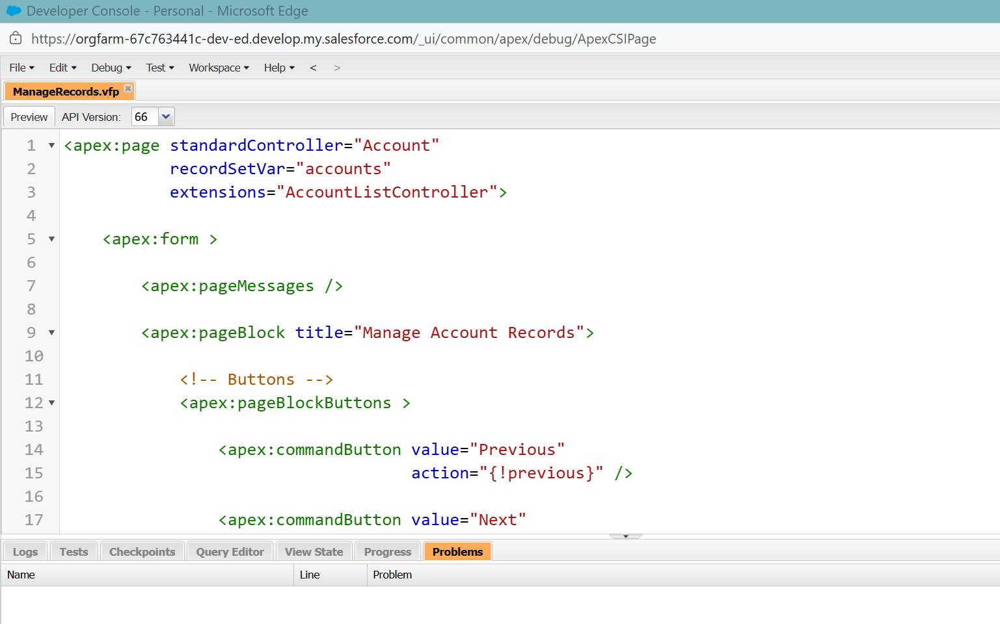 Developer Console - Personal - Microsoft Edge
https://orgfarm-67c763441c-dev-ed.develop.my.salesforce.com/_ui/common/apex/debug/ApexCSIPage
File Edit Debug Test Workspace Help < >
ManageRecords.vfp
Preview API Version: 66
1 <apex:page standardController="Account"
2 recordSetVar="accounts"
3 extensions="AccountListController">
4
5 <apex:form >
6
7 <apex:pageMessages />
8
9 <apex:pageBlock title="Manage Account Records">
10
11 <!-- Buttons -->
12 <apex:pageBlockButtons >
13
14 <apex:commandButton value="Previous"
15 action="{!previous}" />
16
17 <apex:commandButton value="Next"
Logs Tests Checkpoints Query Editor View State Progress Problems
Name Line Problem